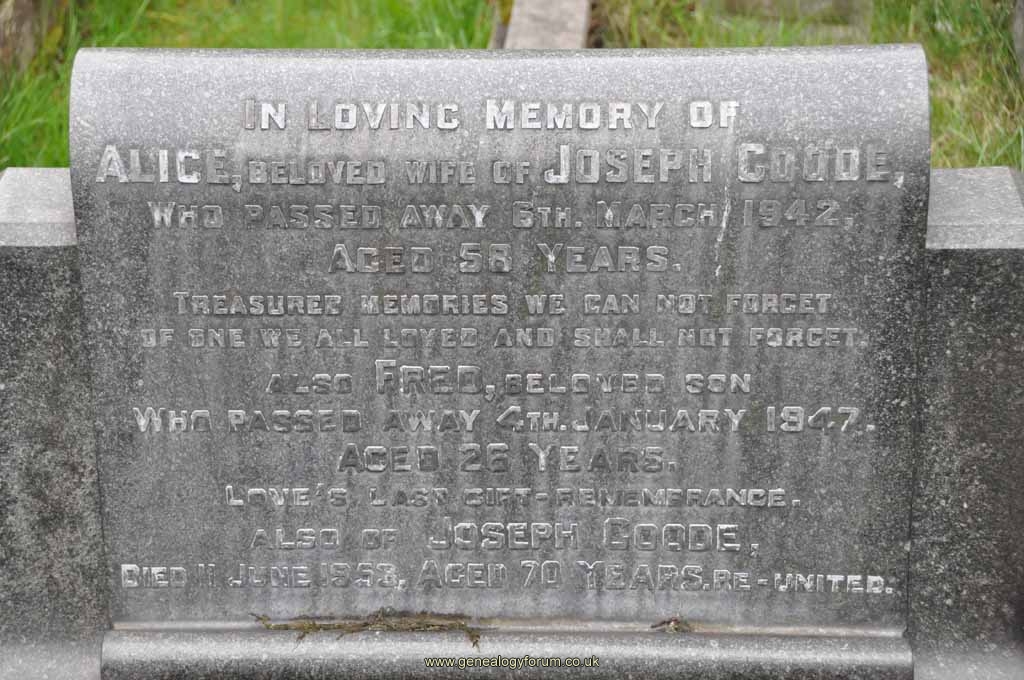 IN LOVING MEMORY OF
ALICE, BELOVED WIFE OF JOSEPH GOODE,
WHO PASSED AWAY 6TH. MARCH 1942.
AGED 58 YEARS.
TREASURED MEMORIES WE CAN NOT FORGET
OF ONE WE ALL LOVED AND SHALL NOT FORGET.
ALSO FRED, BELOVED SON
WHO PASSED AWAY 4TH. JANUARY 1947.
AGED 26 YEARS.
LOVE'S LAST GIFT - REMEMBRANCE.
ALSO OF JOSEPH GOODE,
DIED 11 JUNE, 1953, AGED 70 YEARS. RE-UNITED.
www.genealogyforum.co.uk